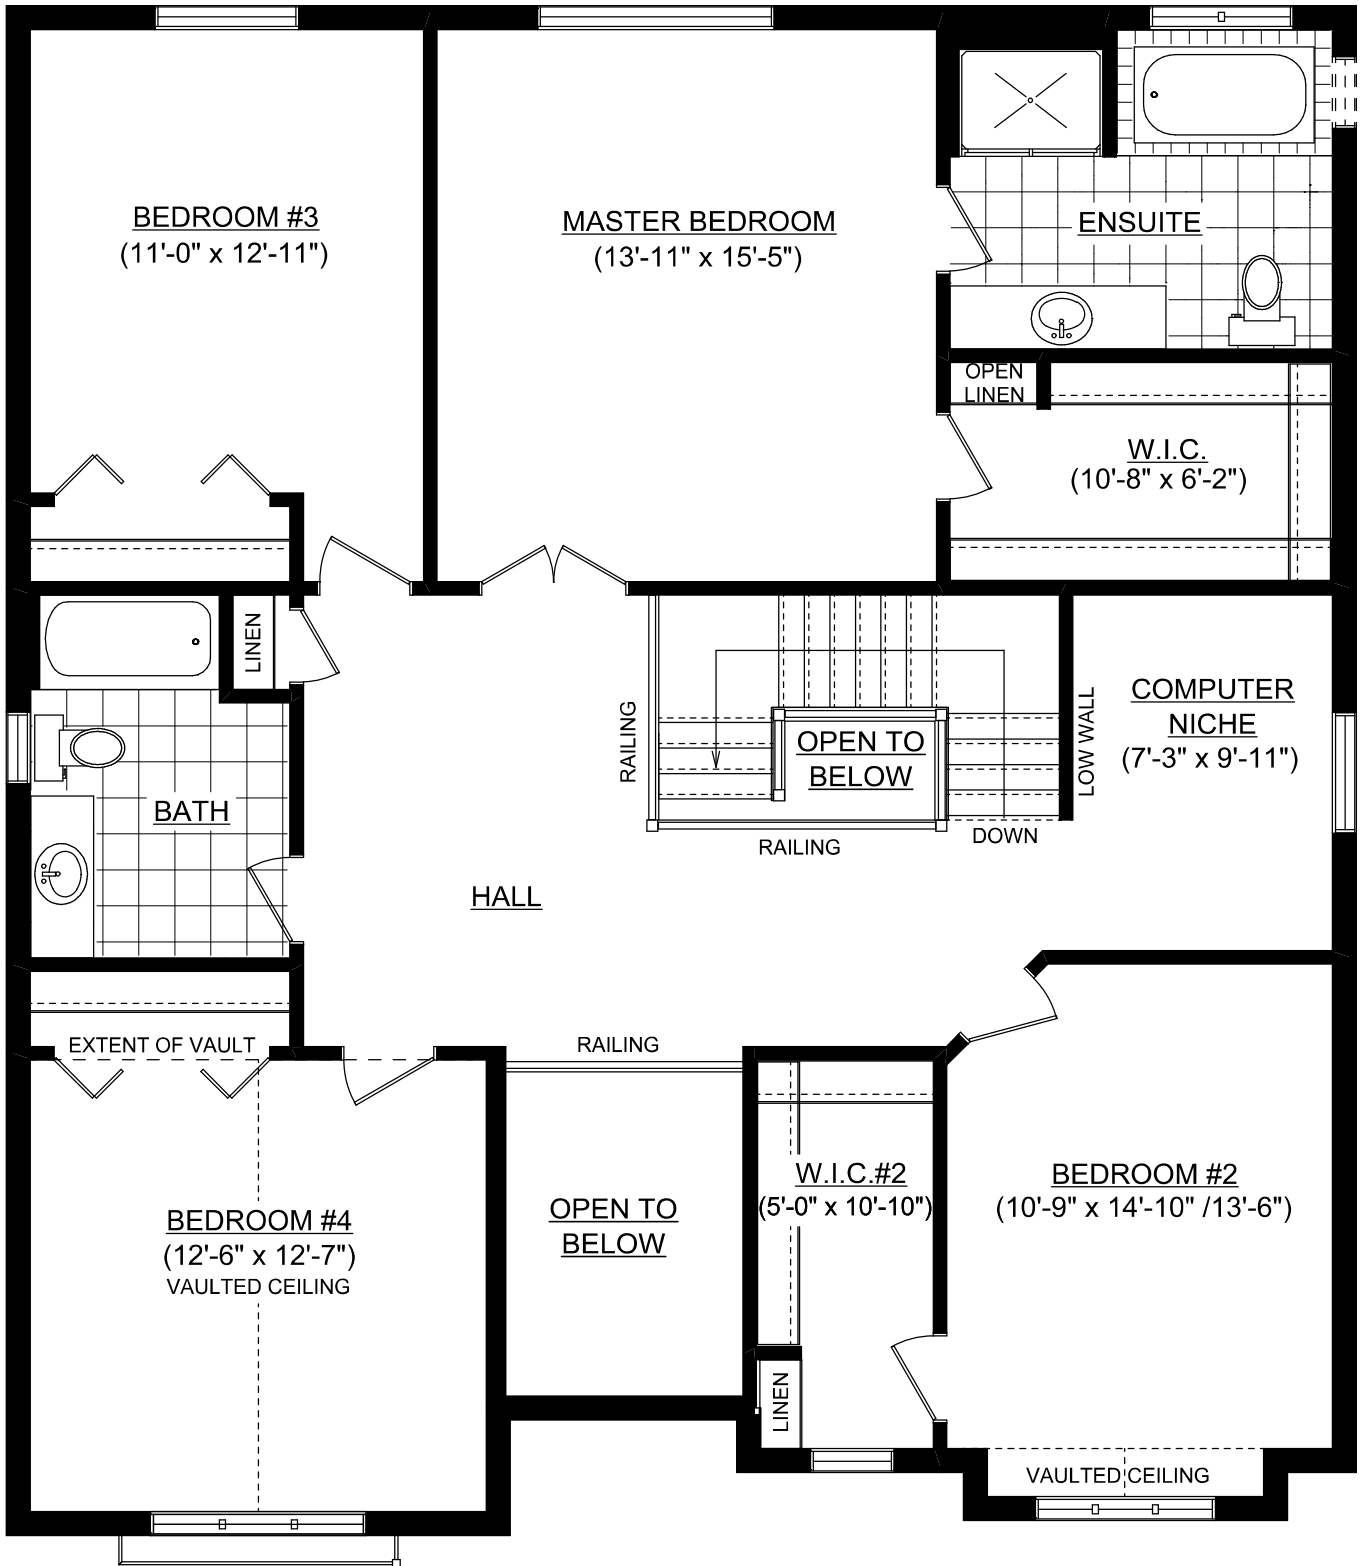 BEDROOM #3
(11'-0" x 12'-11")
MASTER BEDROOM
(13'-11" x 15'-5")
ENSUITE
OPEN
LINEN
W.I.C.
(10'-8" x 6'-2")
LINEN
BATH
RAILING
OPEN TO
BELOW
RAILING
DOWN
LOW WALL
COMPUTER
NICHE
(7'-3" x 9'-11")
HALL
EXTENT OF VAULT
RAILING
BEDROOM #4
(12'-6" x 12'-7")
VAULTED CEILING
OPEN TO
BELOW
W.I.C.#2
(5'-0" x 10'-10")
LINEN
BEDROOM #2
(10'-9" x 14'-10" /13'-6")
VAULTED CEILING